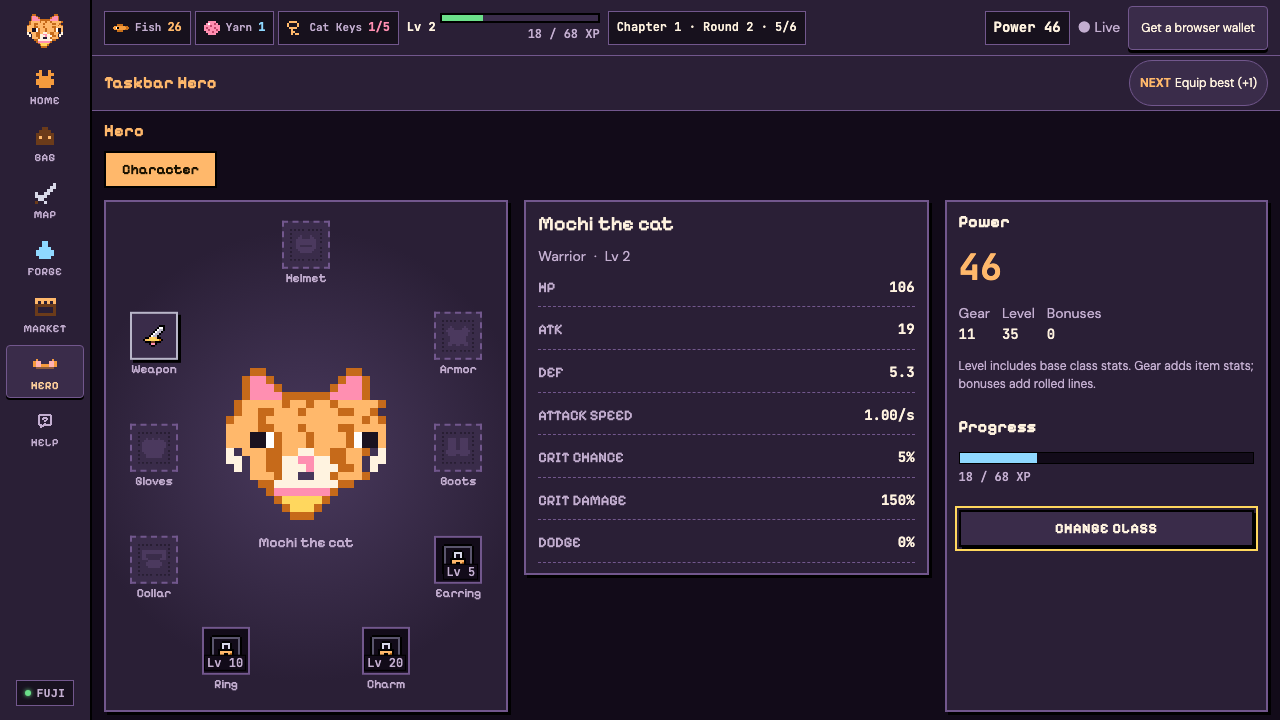 Fish 26
Yarn 1
Cat Keys 1/5
Lv 2
18 / 68 XP
Chapter 1 · Round 2 · 5/6
Power 46
Live
Get a browser wallet
HOME
BAG
MAP
FORGE
MARKET
HERO
HELP
FUJI
Taskbar Hero
NEXT Equip best (+1)
Hero
Character
Helmet
Weapon
Armor
Gloves
Boots
Mochi the cat
Collar
Lv 5
Earring
Lv 10
Ring
Lv 20
Charm
Mochi the cat
Warrior · Lv 2
HP 106
ATK 19
DEF 5.3
ATTACK SPEED 1.00/s
CRIT CHANCE 5%
CRIT DAMAGE 150%
DODGE 0%
Power
46
Gear Level Bonuses
11 35 0
Level includes base class stats. Gear adds item stats;
bonuses add rolled lines.
Progress
18 / 68 XP
CHANGE CLASS